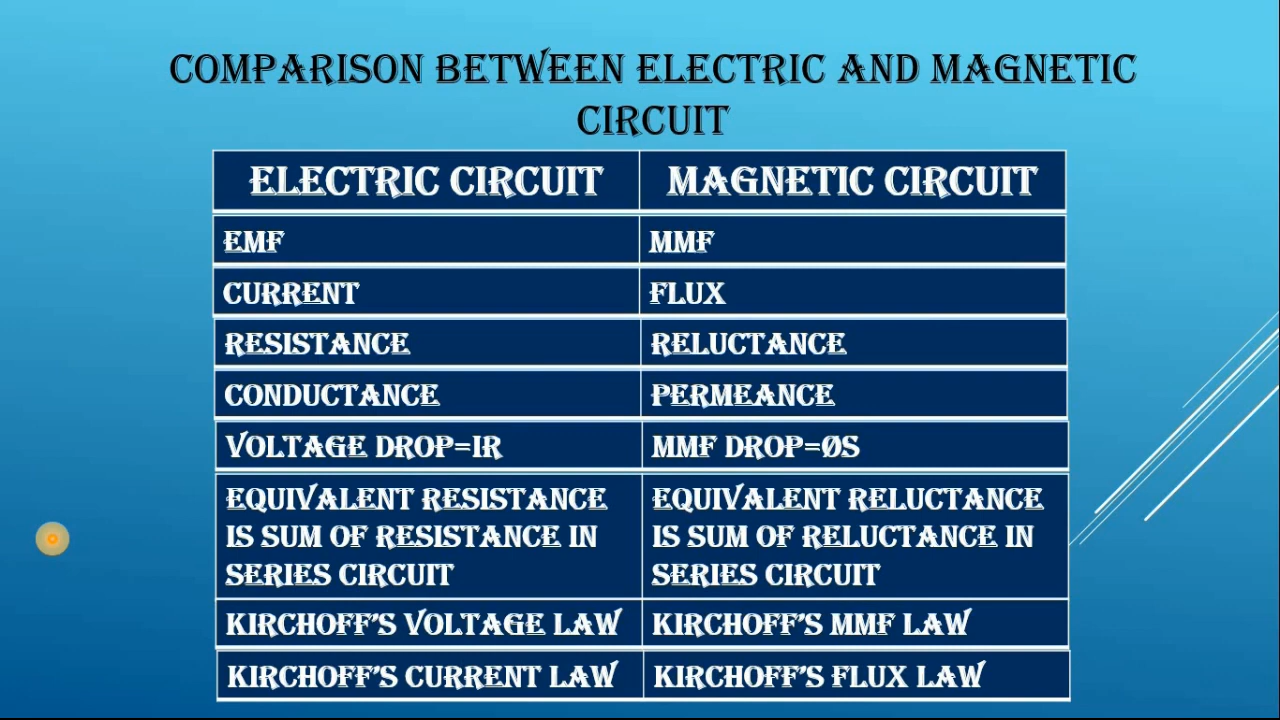 COMPARISON BETWEEN ELECTRIC AND MAGNETIC
CIRCUIT
ELECTRIC CIRCUIT MAGNETIC CIRCUIT
EMF MMF
CURRENT FLUX
RESISTANCE RELUCTANCE
CONDUCTANCE PERMEANCE
VOLTAGE DROP=IR MMF DROP=ØS
EQUIVALENT RESISTANCE
IS SUM OF RESISTANCE IN
SERIES CIRCUIT
EQUIVALENT RELUCTANCE
IS SUM OF RELUCTANCE IN
SERIES CIRCUIT
KIRCHOFF'S VOLTAGE LAW KIRCHOFF'S MMF LAW
KIRCHOFF'S CURRENT LAW KIRCHOFF'S FLUX LAW